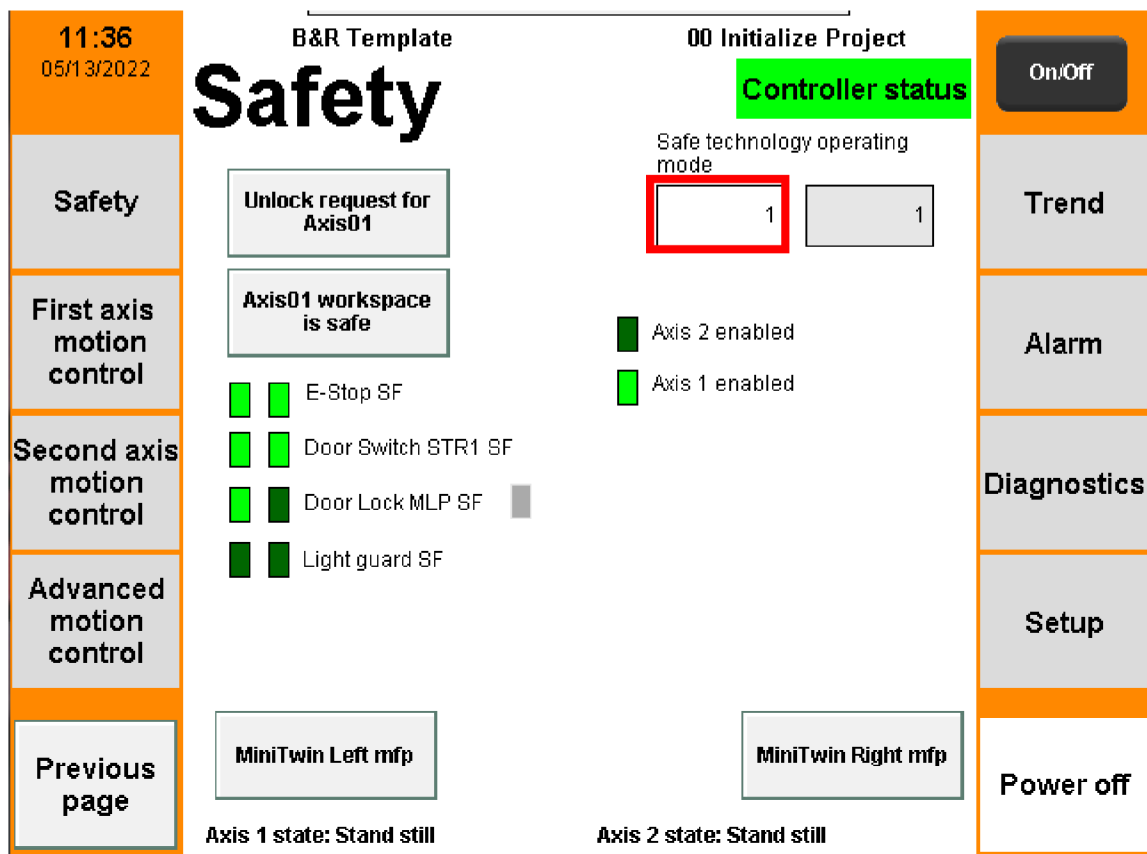 11:36
05/13/2022
B&R Template
00 Initialize Project
Safety
Controller status
On/Off
Safe technology operating
mode
1
1
Safety
Unlock request for
Axis01
Trend
First axis
motion
control
Axis01 workspace
is safe
Axis 2 enabled
Axis 1 enabled
Alarm
E-Stop SF
Door Switch STR1 SF
Door Lock MLP SF
Light guard SF
Second axis
motion
control
Diagnostics
Advanced
motion
control
Setup
Previous
page
MiniTwin Left mfp
MiniTwin Right mfp
Power off
Axis 1 state: Stand still
Axis 2 state: Stand still